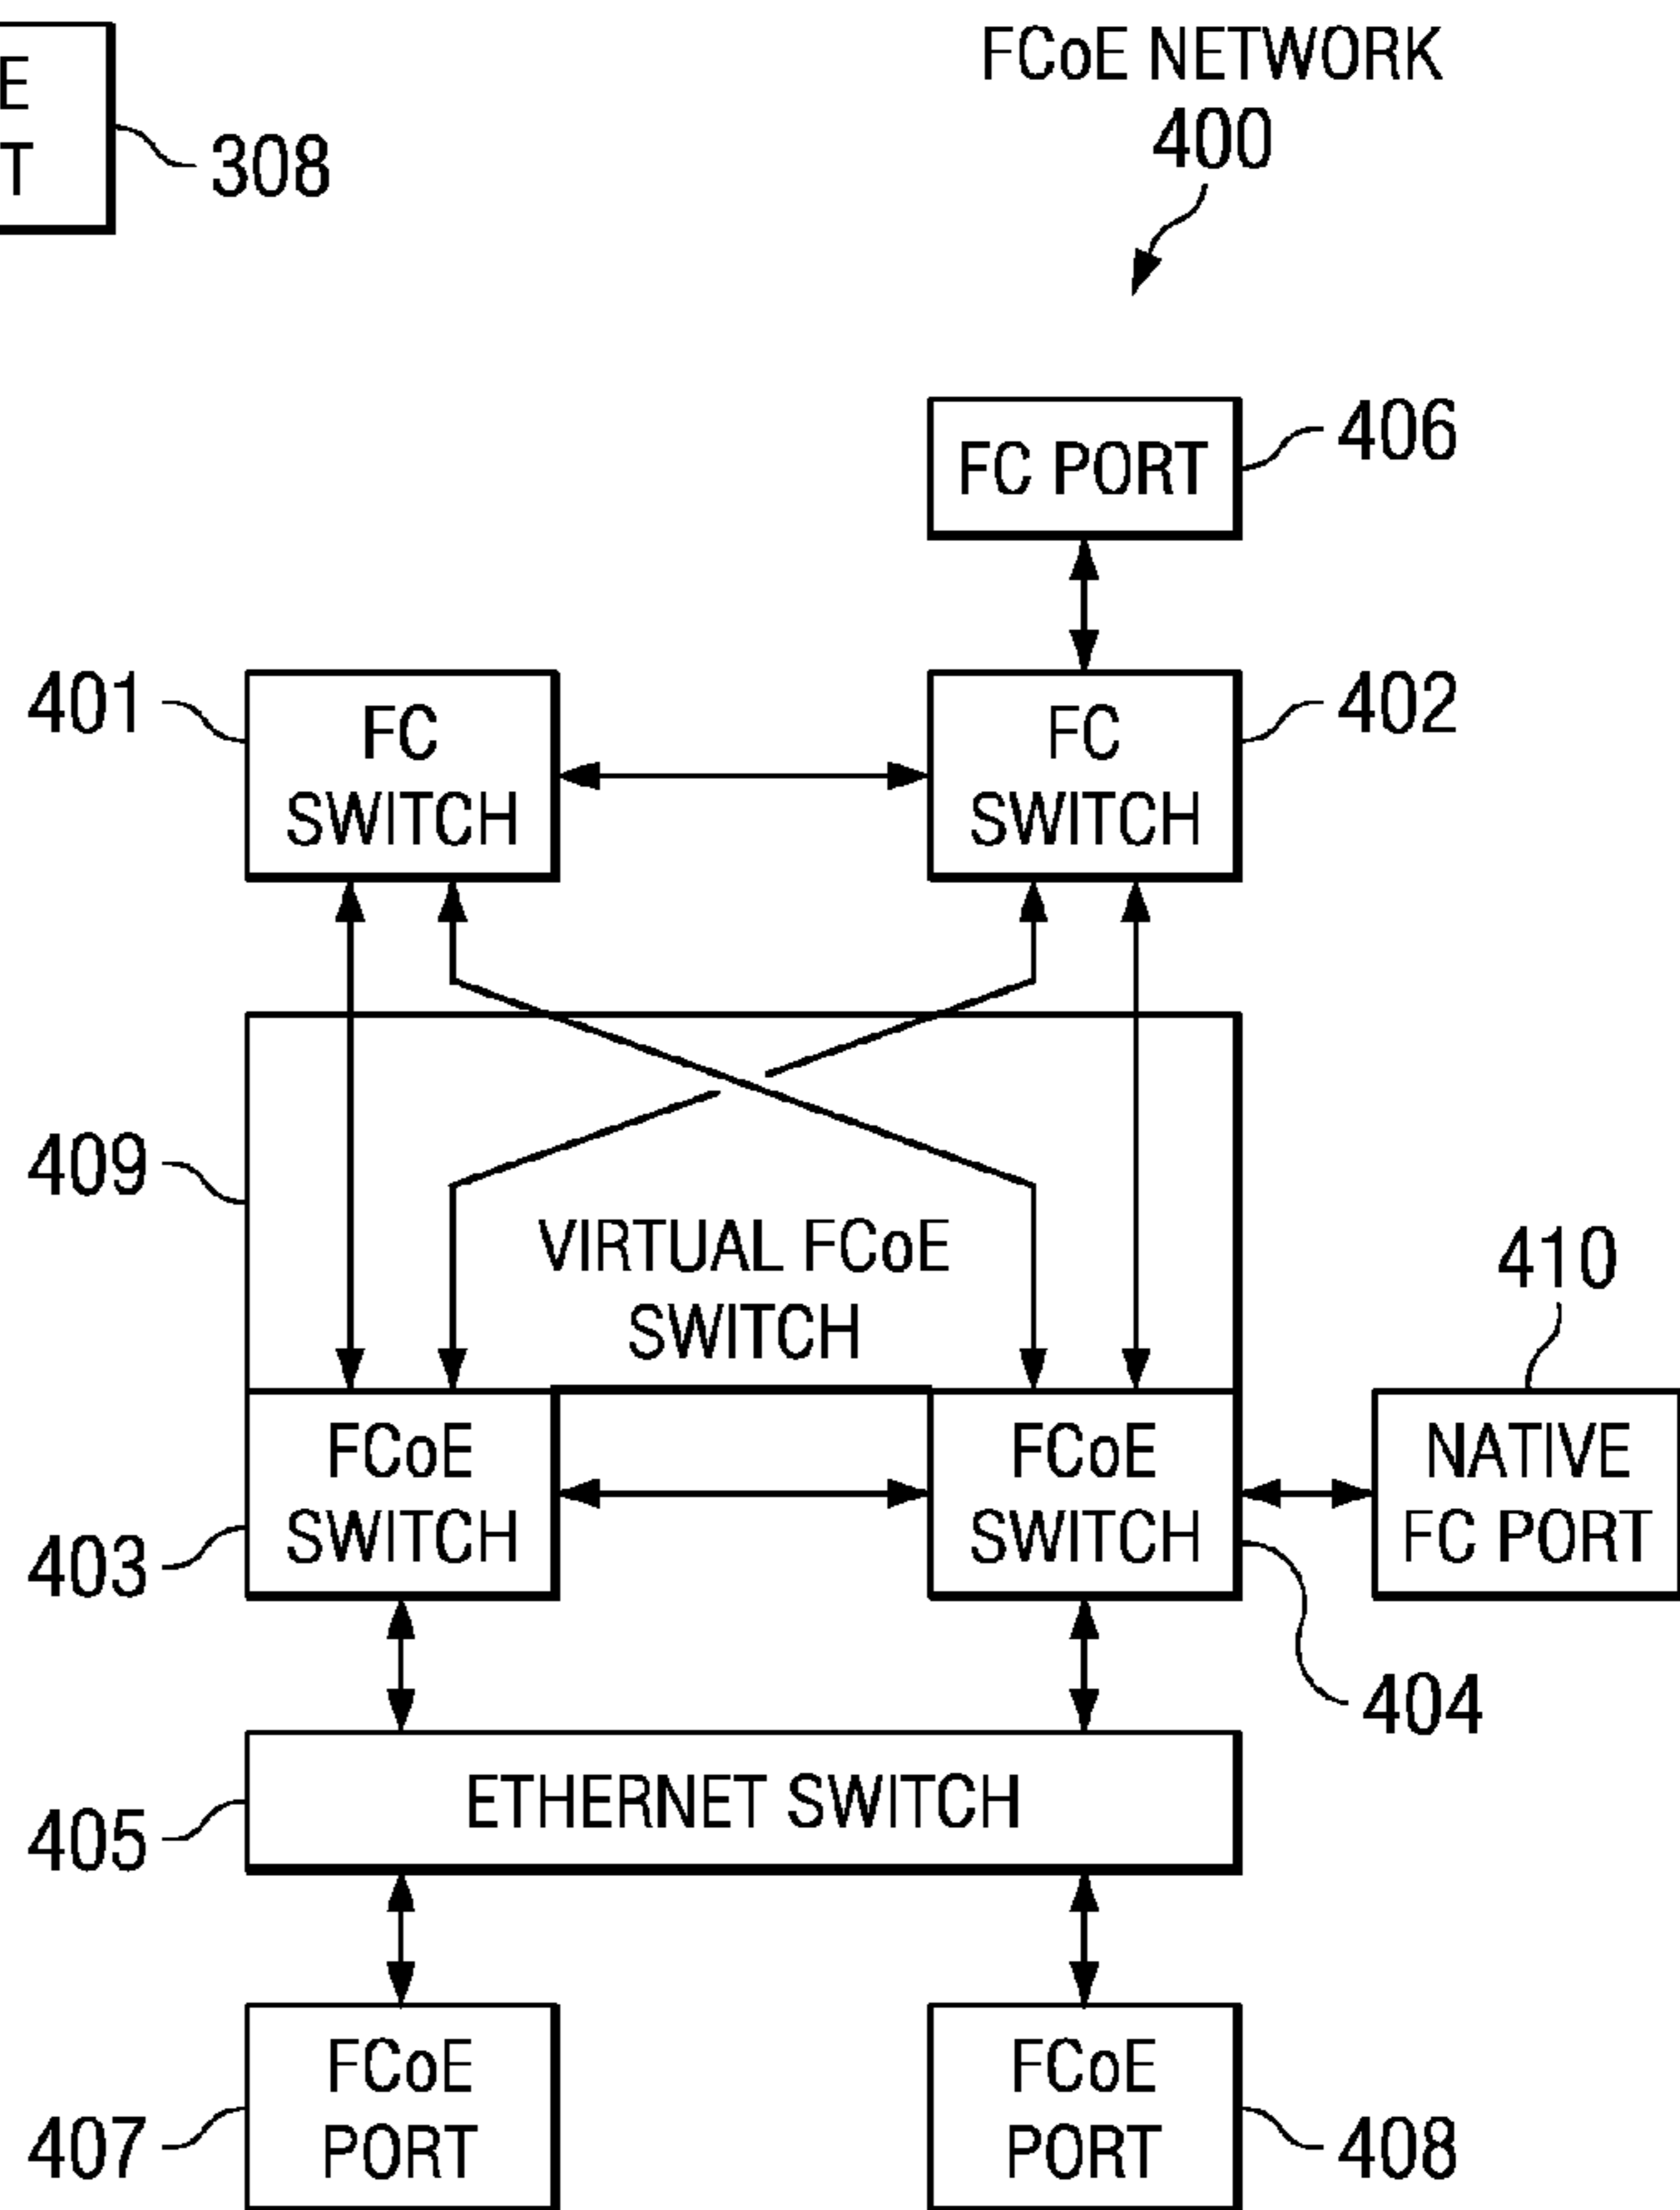 E
T
308
FCoE NETWORK
400
FC PORT
406
401
FC
SWITCH
FC
SWITCH
402
409
VIRTUAL FCoE
SWITCH
410
FCoE
SWITCH
403
FCoE
SWITCH
404
NATIVE
FC PORT
ETHERNET SWITCH
405
FCoE
PORT
407
FCoE
PORT
408